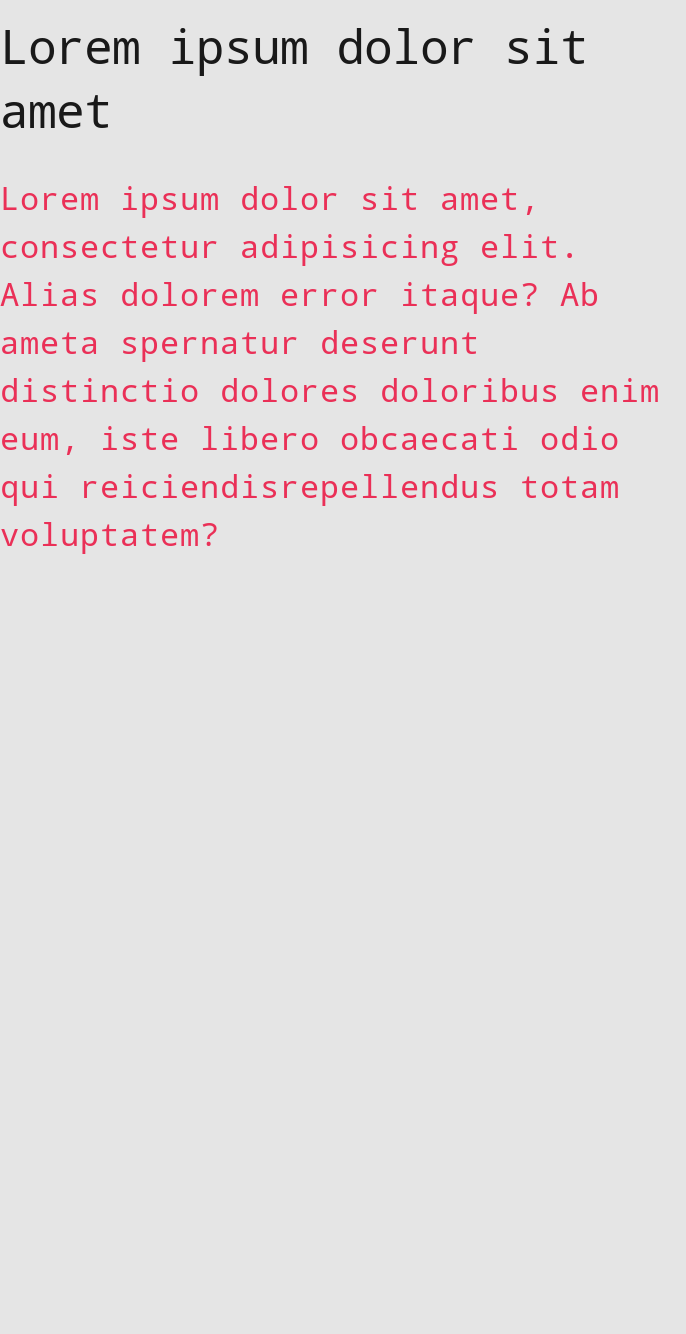 Lorem ipsum dolor sit
amet
Lorem ipsum dolor sit amet,
consectetur adipisicing elit.
Alias dolorem error itaque? Ab
ameta spernatur deserunt
distinctio dolores doloribus enim
eum, iste libero obcaecati odio
qui reiciendisrepellendus totam
voluptatem?